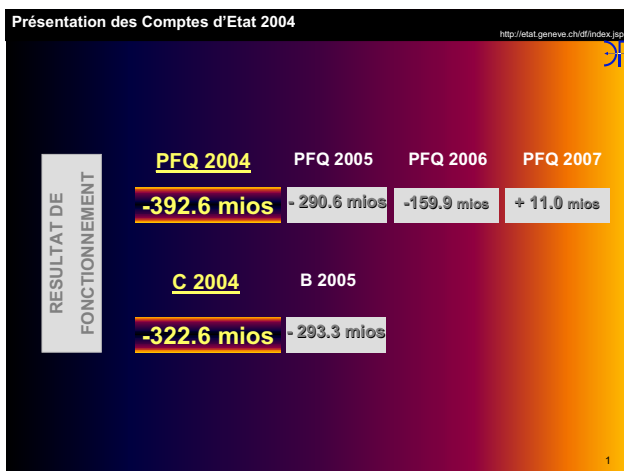 Présentation des Comptes d'Etat 2004
http://etat.geneve.ch/df/index.jsp
RESULTAT DE
FONCTIONNEMENT
PFQ 2004 PFQ 2005 PFQ 2006 PFQ 2007
-392.6 mios - 290.6 mios -159.9 mios + 11.0 mios
C 2004 B 2005
-322.6 mios - 293.3 mios
1